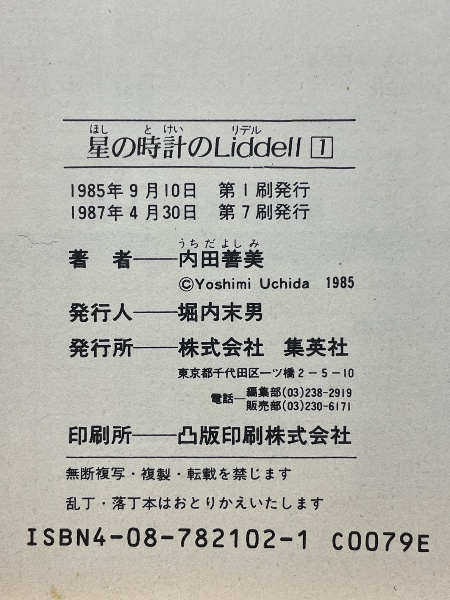 ほし とけい リデル
星の時計のLiddell 1
1985年9月10日 第1刷発行
1987年4月30日 第7刷発行
うちだよしみ
著者——内田善美
©Yoshimi Uchida 1985
発行人——堀内末男
発行所——株式会社 集英社
東京都千代田区一ツ橋2-5-10
電話—編集部(03)238-2919
販売部(03)230-6171
印刷所——凸版印刷株式会社
無断複写・複製・転載を禁じます
乱丁・落丁本はおとりかえいたします
ISBN4-08-782102-1 C0079E